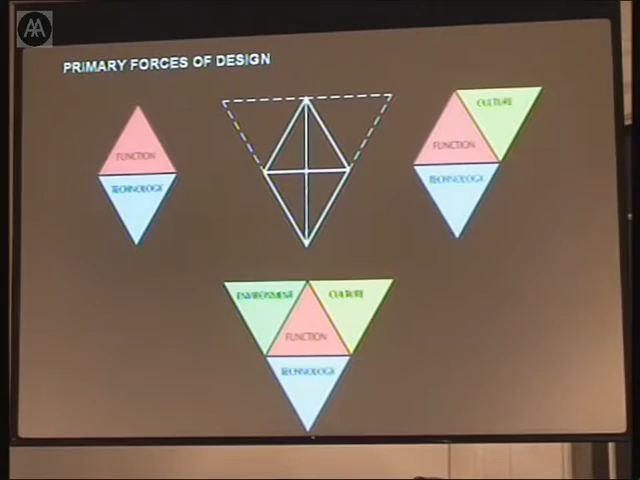 AA
PRIMARY FORCES OF DESIGN
FUNCTION
TECHNOLOGY
CULTURE
FUNCTION
TECHNOLOGY
ENVIRONMENT CULTURE
FUNCTION
TECHNOLOGY